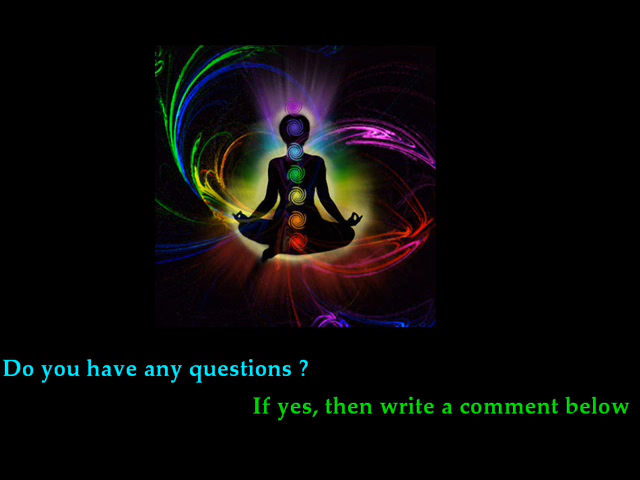 Do you have any questions ?
If yes, then write a comment below